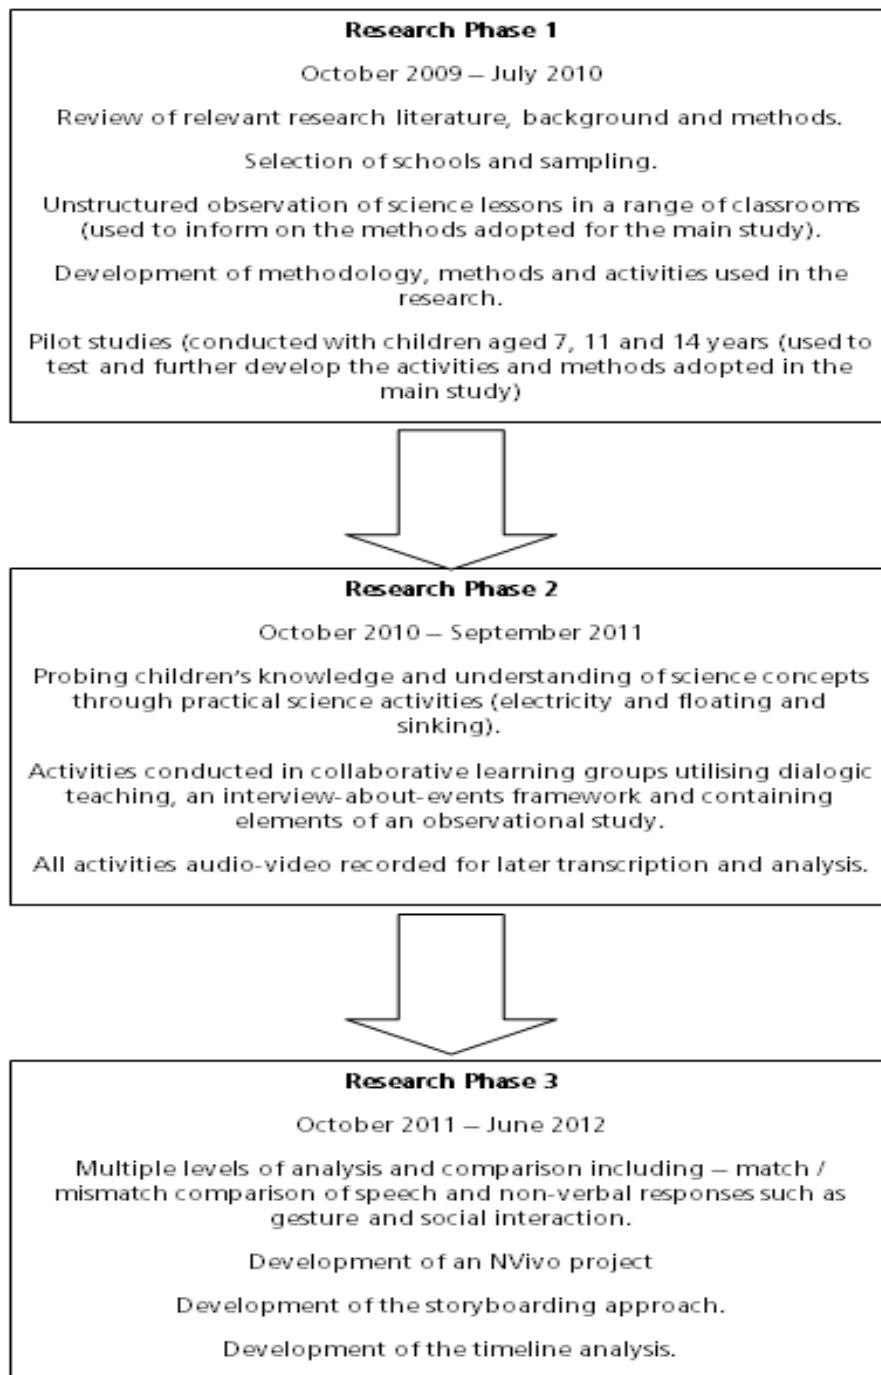 Research Phase 1
October 2009 – July 2010
Review of relevant research literature, background and methods.
Selection of schools and sampling.
Unstructured observation of science lessons in a range of classrooms
(used to inform on the methods adopted for the main study).
Development of methodology, methods and activities used in the
research.
Pilot studies (conducted with children aged 7, 11 and 14 years (used to
test and further develop the activities and methods adopted in the
main study)
Research Phase 2
October 2010 – September 2011
Probing children's knowledge and understanding of science concepts
through practical science activities (electricity and floating and
sinking).
Activities conducted in collaborative learning groups utilising dialogic
teaching, an interview-about-events framework and containing
elements of an observational study.
All activities audio-video recorded for later transcription and analysis.
Research Phase 3
October 2011 – June 2012
Multiple levels of analysis and comparison including – match /
mismatch comparison of speech and non-verbal responses such as
gesture and social interaction.
Development of an NVivo project
Development of the storyboarding approach.
Development of the timeline analysis.